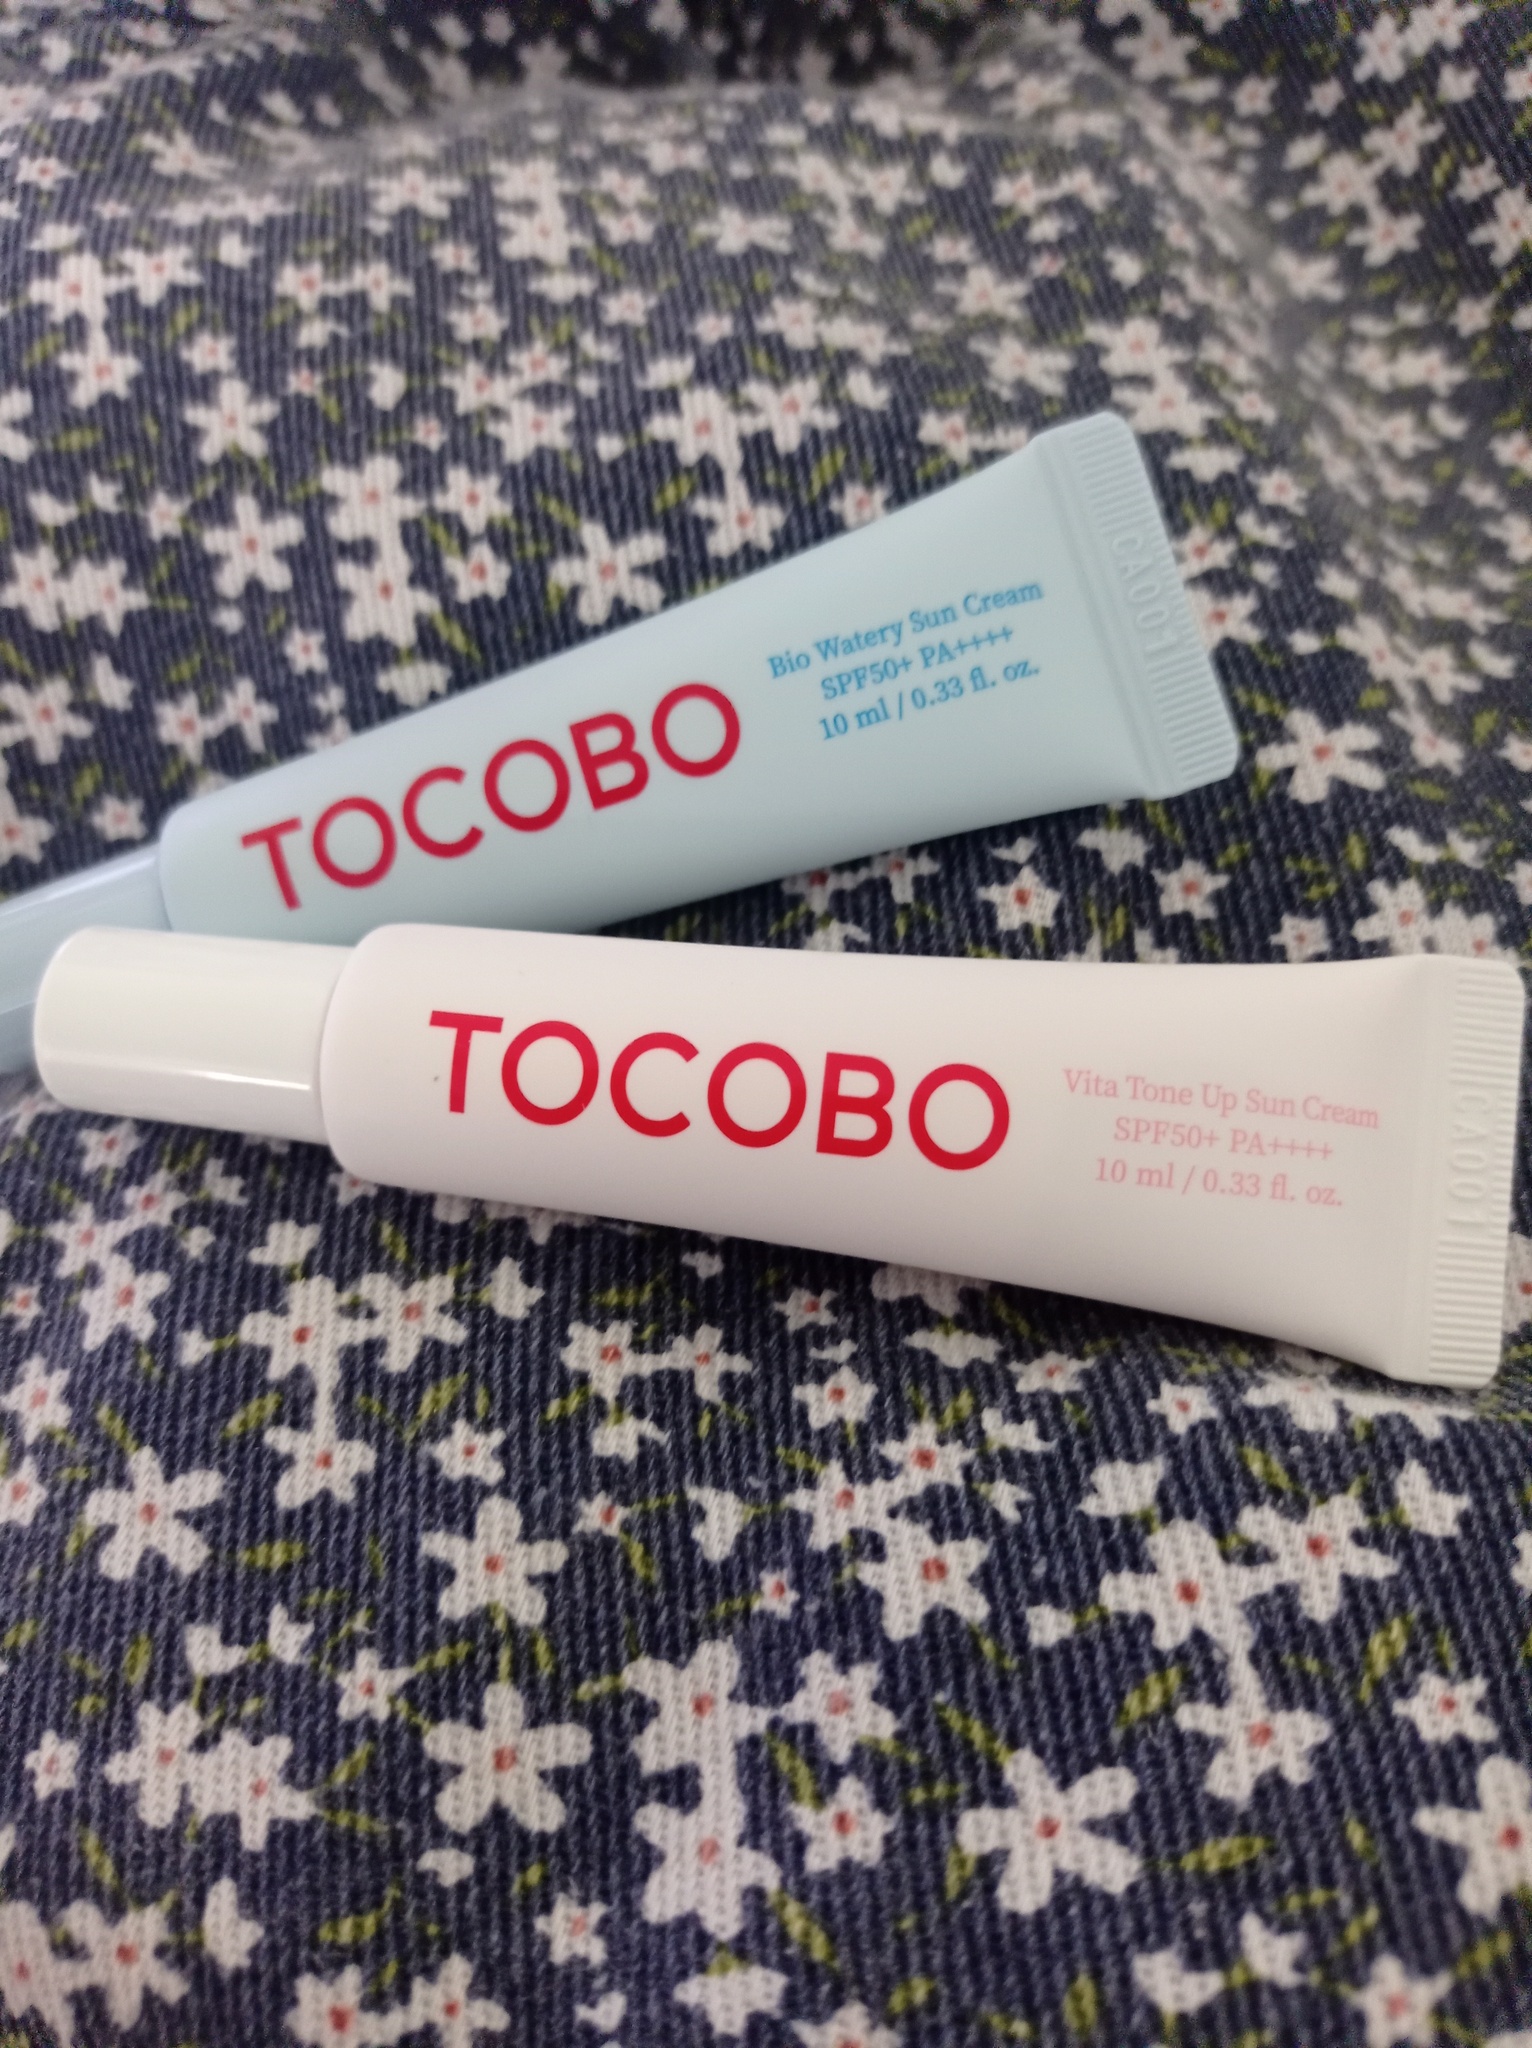 TOCOBO
Bio Watery Sun Cream
SPF50+ PA++++
10 ml / 0.33 fl. oz.
CA001
TOCOBO
Vita Tone Up Sun Cream
SPF50+ PA++++
10 ml / 0.33 fl. oz.
CA001